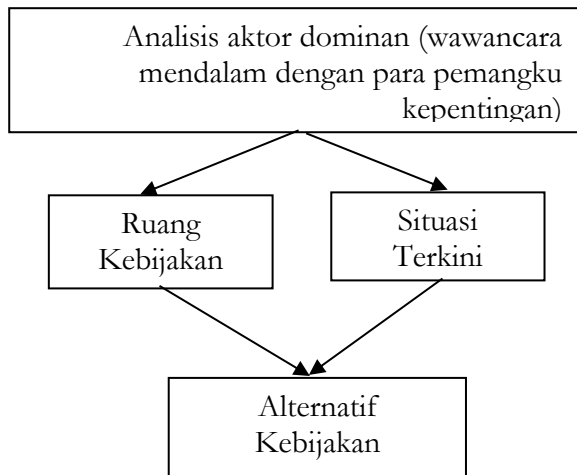 Analisis aktor dominan (wawancara
mendalam dengan para pemangku
kepentingan)
Ruang
Kebijakan
Situasi
Terkini
Alternatif
Kebijakan